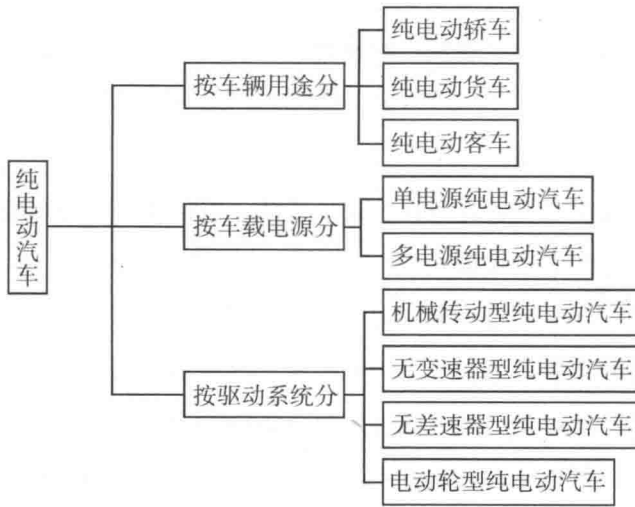 纯电动汽车
按车辆用途分
纯电动轿车
纯电动货车
纯电动客车
按车载电源分
单电源纯电动汽车
多电源纯电动汽车
按驱动系统分
机械传动型纯电动汽车
无变速器型纯电动汽车
无差速器型纯电动汽车
电动轮型纯电动汽车